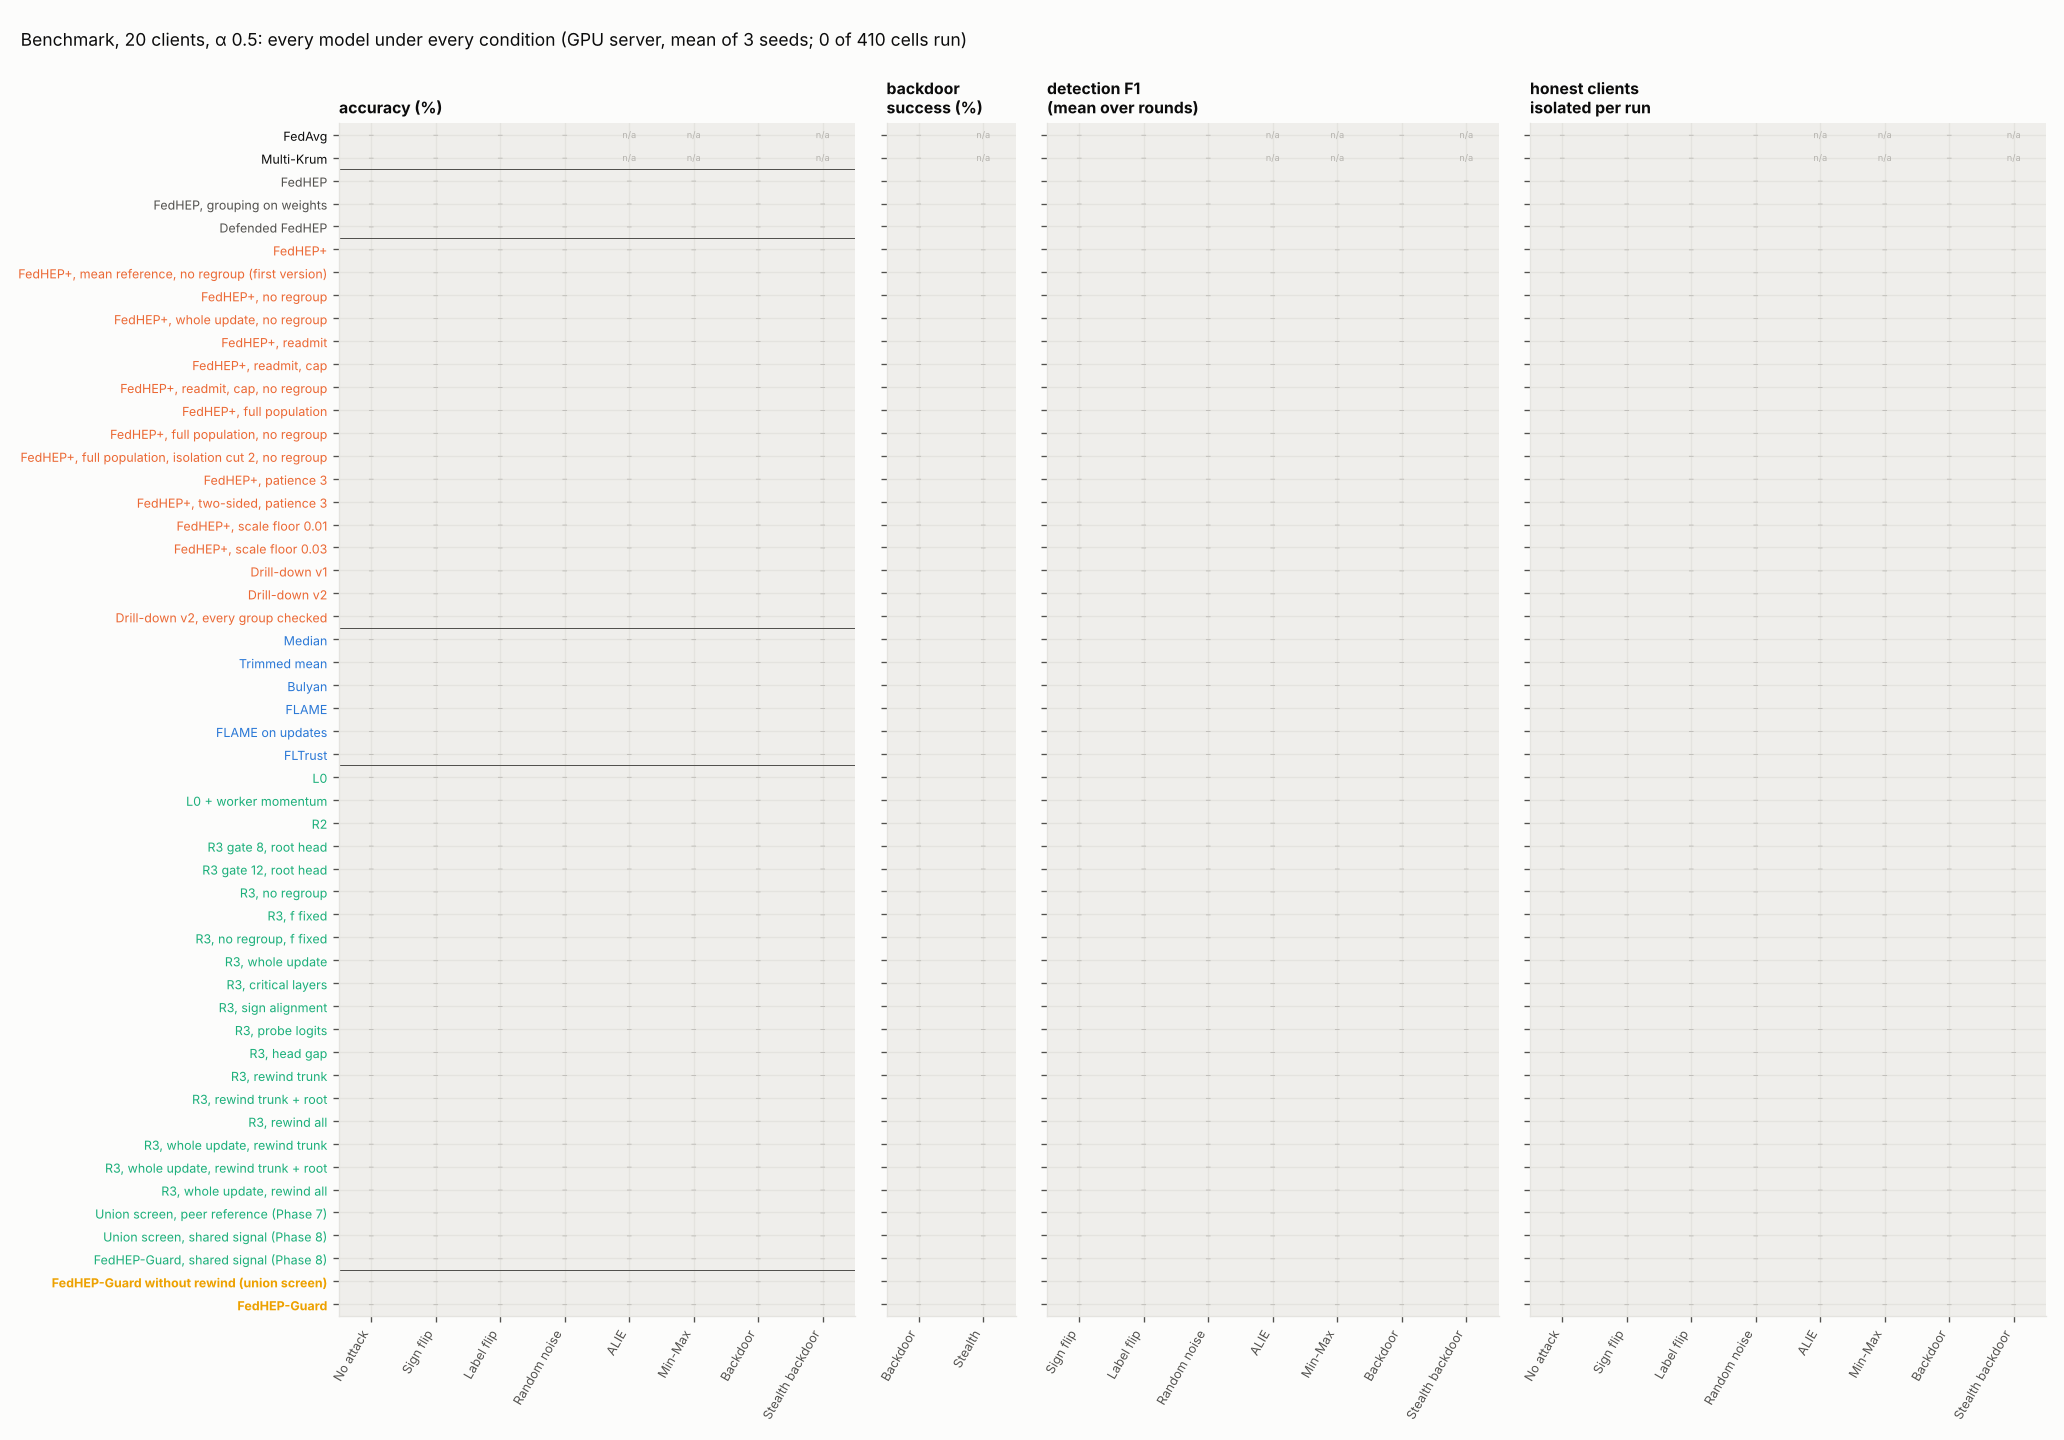 Benchmark, 20 clients, α 0.5: every model under every condition (GPU server, mean of 3 seeds; 0 of 410 cells run)
accuracy (%)
backdoor
success (%)
detection F1
(mean over rounds)
honest clients
isolated per run
FedAvg n/a n/a n/a n/a n/a n/a n/a n/a n/a n/a
Multi-Krum n/a n/a n/a n/a n/a n/a n/a n/a n/a n/a
FedHEP
FedHEP, grouping on weights
Defended FedHEP
FedHEP+
FedHEP+, mean reference, no regroup (first version)
FedHEP+, no regroup
FedHEP+, whole update, no regroup
FedHEP+, readmit
FedHEP+, readmit, cap
FedHEP+, readmit, cap, no regroup
FedHEP+, full population
FedHEP+, full population, no regroup
FedHEP+, full population, isolation cut 2, no regroup
FedHEP+, patience 3
FedHEP+, two-sided, patience 3
FedHEP+, scale floor 0.01
FedHEP+, scale floor 0.03
Drill-down v1
Drill-down v2
Drill-down v2, every group checked
Median
Trimmed mean
Bulyan
FLAME
FLAME on updates
FLTrust
L0
L0 + worker momentum
R2
R3 gate 8, root head
R3 gate 12, root head
R3, no regroup
R3, f fixed
R3, no regroup, f fixed
R3, whole update
R3, critical layers
R3, sign alignment
R3, probe logits
R3, head gap
R3, rewind trunk
R3, rewind trunk + root
R3, rewind all
R3, whole update, rewind trunk
R3, whole update, rewind trunk + root
R3, whole update, rewind all
Union screen, peer reference (Phase 7)
Union screen, shared signal (Phase 8)
FedHEP-Guard, shared signal (Phase 8)
FedHEP-Guard without rewind (union screen)
FedHEP-Guard
No attack
Sign flip
Label flip
Random noise
ALIE
Min-Max
Backdoor
Stealth backdoor
Backdoor
Stealth
Sign flip
Label flip
Random noise
ALIE
Min-Max
Backdoor
Stealth backdoor
No attack
Sign flip
Label flip
Random noise
ALIE
Min-Max
Backdoor
Stealth backdoor